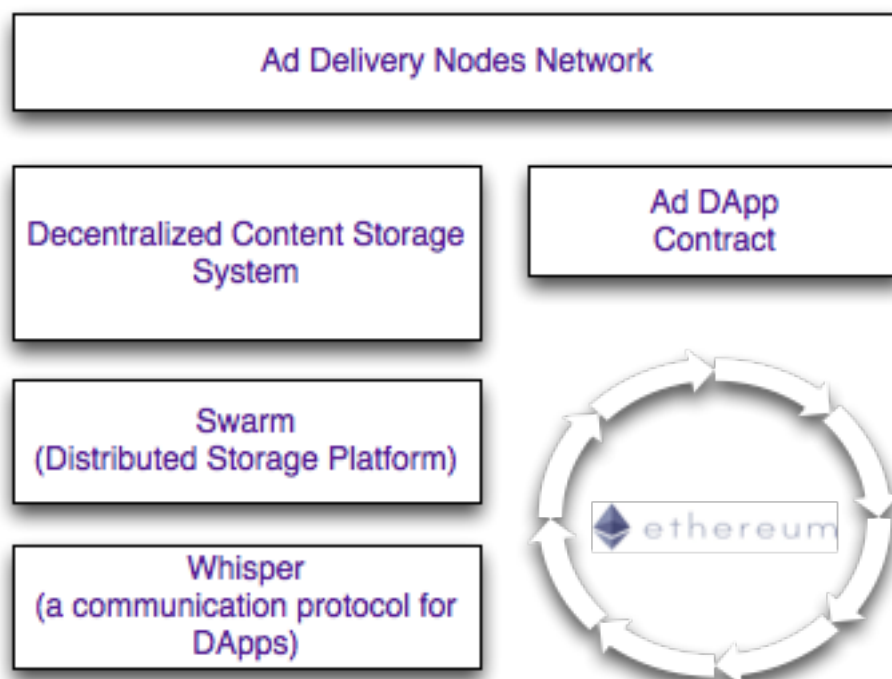 Ad Delivery Nodes Network
Decentralized Content Storage
System
Ad DApp
Contract
Swarm
(Distributed Storage Platform)
ethereum
Whisper
(a communication protocol for
DApps)